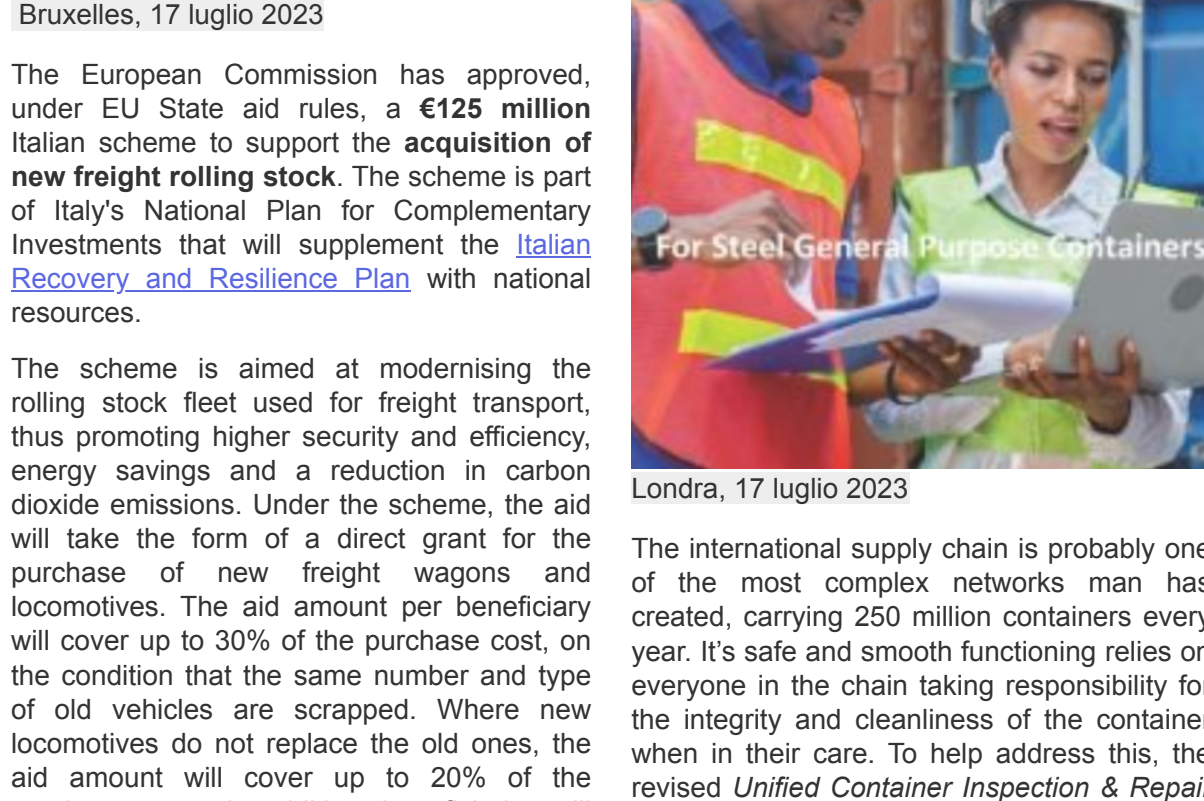 Bruxelles, 17 luglio 2023
The European Commission has approved,
under EU State aid rules, a €125 million
Italian scheme to support the acquisition of
new freight rolling stock. The scheme is part
of Italy's National Plan for Complementary
Investments that will supplement the Italian
Recovery and Resilience Plan with national
resources.
The scheme is aimed at modernising the
rolling stock fleet used for freight transport,
thus promoting higher security and efficiency,
energy savings and a reduction in carbon
dioxide emissions. Under the scheme, the aid
will take the form of a direct grant for the
purchase of new freight wagons and
locomotives. The aid amount per beneficiary
will cover up to 30% of the purchase cost, on
the condition that the same number and type
of old vehicles are scrapped. Where new
locomotives do not replace the old ones, the
aid amount will cover up to 20% of the
For Steel General Purpose Containers
Londra, 17 luglio 2023
The international supply chain is probably one
of the most complex networks man has
created, carrying 250 million containers every
year. It’s safe and smooth functioning relies on
everyone in the chain taking responsibility for
the integrity and cleanliness of the container
when in their care. To help address this, the
revised Unified Container Inspection & Repair